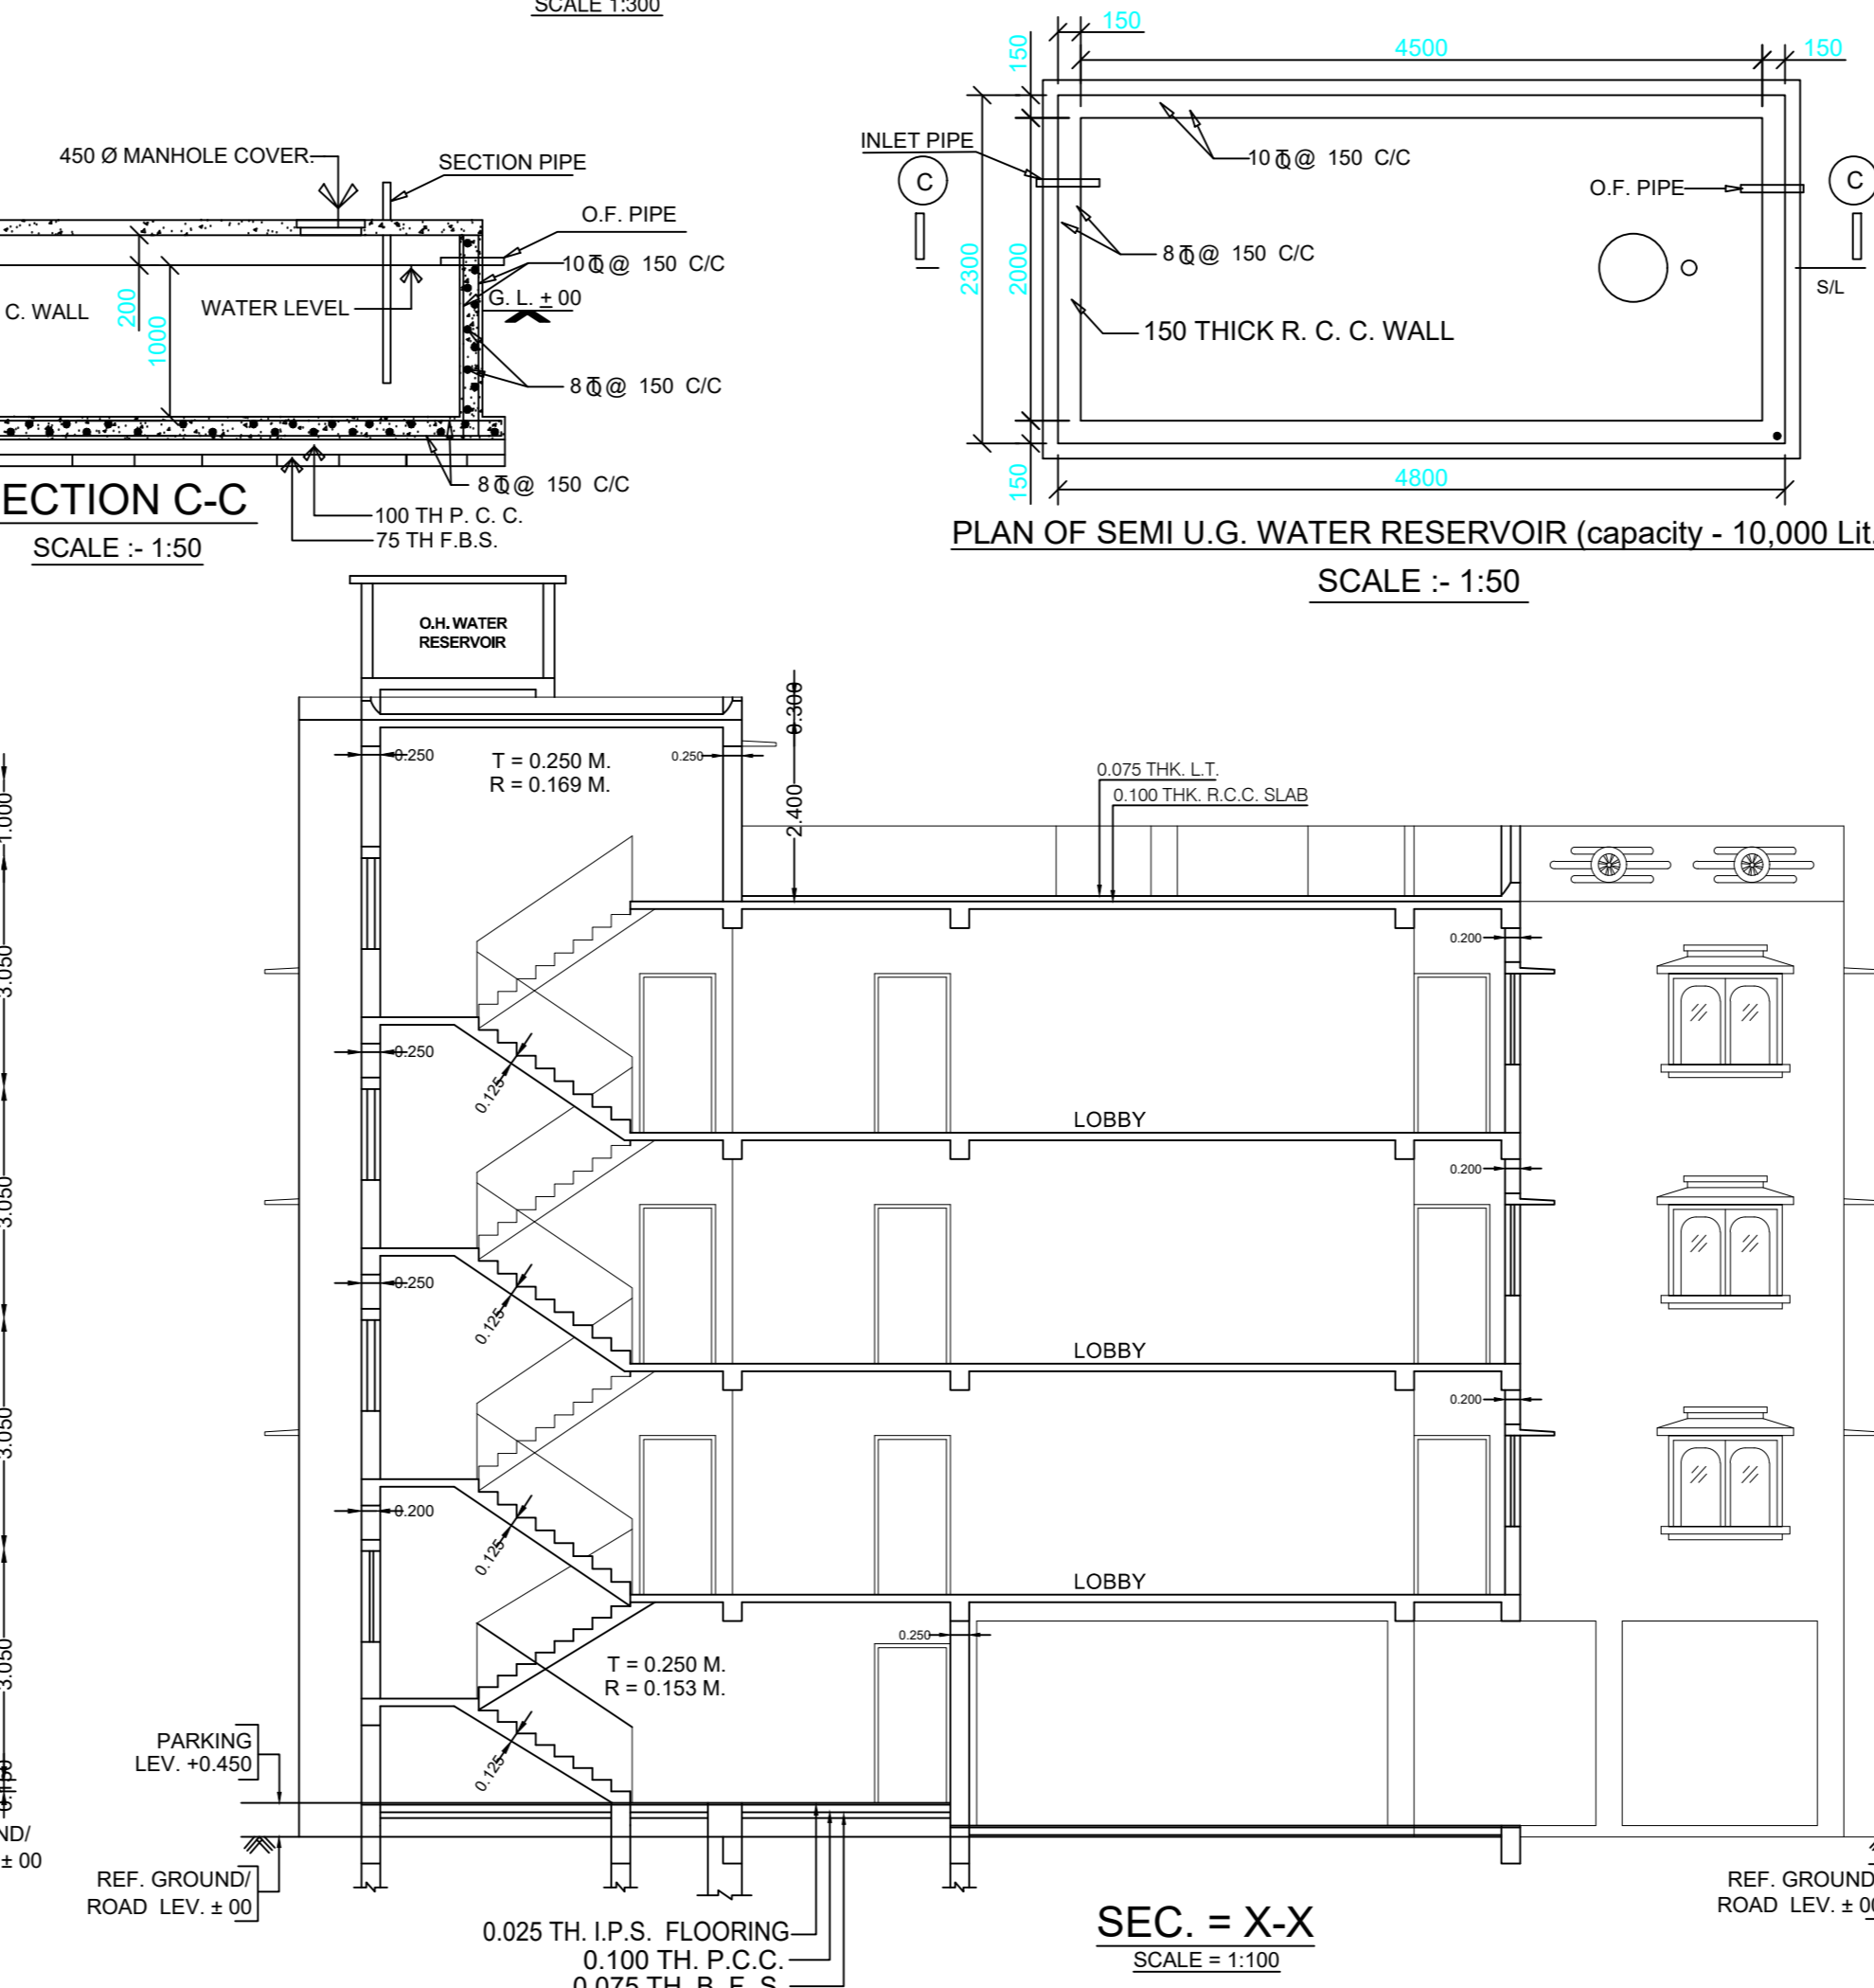 SCALE 1:300
450 Ø MANHOLE COVER.
SECTION PIPE
O.F. PIPE
10 @ 150 C/C
G. L. ± 00
C. WALL
200
1000
WATER LEVEL
8 @ 150 C/C
8 @ 150 C/C
100 TH P. C. C.
75 TH F.B.S.
ECTION C-C
SCALE :- 1:50
150
4500
150
150
INLET PIPE
C
10 @ 150 C/C
O.F. PIPE
C
2300
2000
8 @ 150 C/C
S/L
150 THICK R. C. C. WALL
150
4800
PLAN OF SEMI U.G. WATER RESERVOIR (capacity - 10,000 Lit.
SCALE :- 1:50
O.H. WATER
RESERVOIR
0.300
0.250
T = 0.250 M.
R = 0.169 M.
0.250
2.400
0.075 THK. L.T.
0.100 THK. R.C.C. SLAB
1.000
3.050
0.200
0.250
0.125
LOBBY
3.050
0.200
0.250
0.125
LOBBY
3.050
0.200
0.200
0.125
LOBBY
3.050
0.250
T = 0.250 M.
R = 0.153 M.
0.125
PARKING
LEV. +0.450
ND/
± 00
REF. GROUND/
ROAD LEV. ± 00
REF. GROUND
ROAD LEV. ± 00
0.025 TH. I.P.S. FLOORING
0.100 TH. P.C.C.
0.075 TH. B. F. S.
SEC. = X-X
SCALE = 1:100